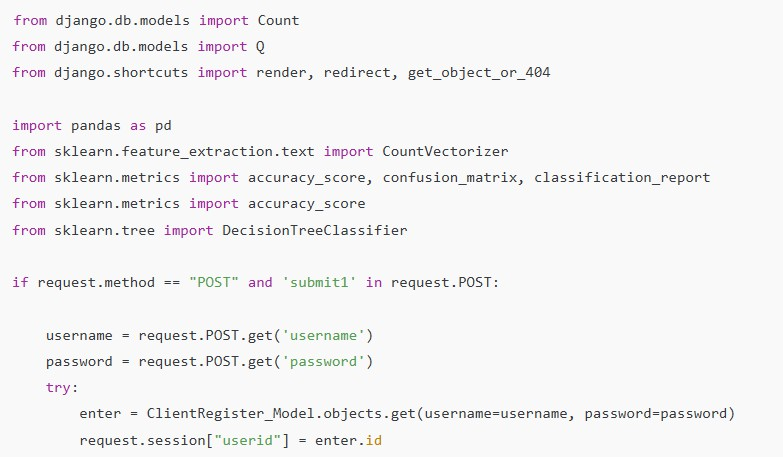 from django.db.models import Count
from django.db.models import Q
from django.shortcuts import render, redirect, get_object_or_404
import pandas as pd
from sklearn.feature_extraction.text import CountVectorizer
from sklearn.metrics import accuracy_score, confusion_matrix, classification_report
from sklearn.metrics import accuracy_score
from sklearn.tree import DecisionTreeClassifier
if request.method == "POST" and 'submit1' in request.POST:
    username = request.POST.get('username')
    password = request.POST.get('password')
    try:
        enter = ClientRegister_Model.objects.get(username=username, password=password)
        request.session["userid"] = enter.id